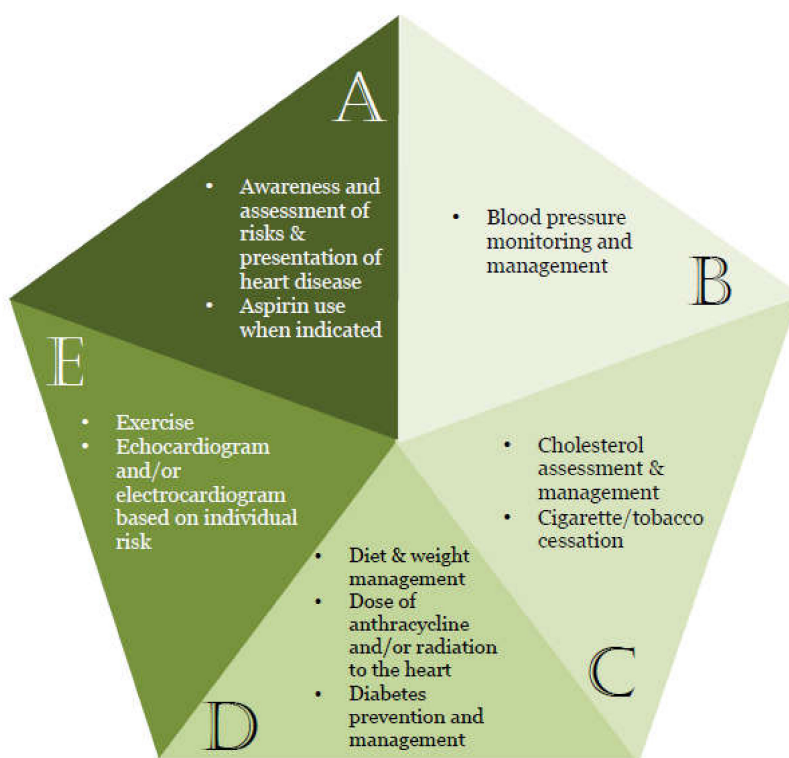 A
• Awareness and
assessment of
risks &
presentation of
heart disease
• Aspirin use
when indicated
B
• Blood pressure
monitoring and
management
C
• Cholesterol
assessment &
management
• Cigarette/tobacco
cessation
D
• Diet & weight
management
• Dose of
anthracycline
and/or radiation
to the heart
• Diabetes
prevention and
management
E
• Exercise
• Echocardiogram
and/or
electrocardiogram
based on individual
risk